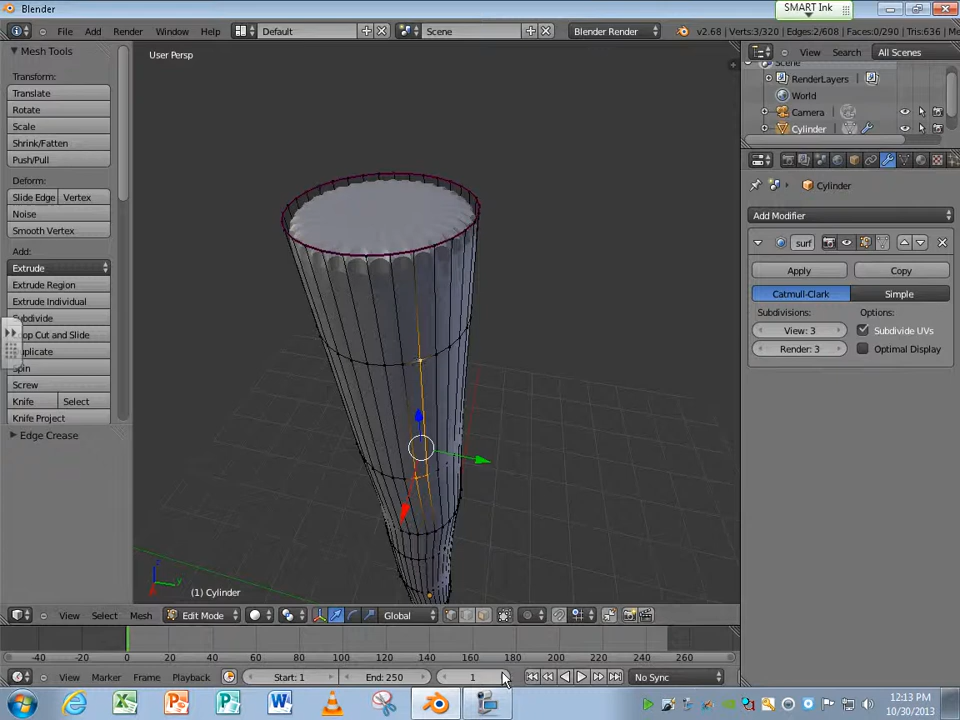 Blender
SMART Ink
File Add Render Window Help Default Scene Blender Render v2.68 | Verts:3/320 | Edges:2/608 | Faces:0/290 | Tris:636 | Me
Mesh Tools
Transform:
Translate
Rotate
Scale
Shrink/Fatten
Push/Pull
Deform:
Slide Edge Vertex
Noise
Smooth Vertex
Add:
Extrude
Extrude Region
Extrude Individual
Subdivide
op Cut and Slide
uplicate
Spin
Screw
Knife Select
Knife Project
Edge Crease
User Persp
(1) Cylinder
View Search All Scenes
Scene
RenderLayers
World
Camera
Cylinder
Cylinder
Add Modifier
surf
Apply Copy
Catmull-Clark Simple
Subdivisions: Options:
View: 3 Subdivide UVs
Render: 3 Optimal Display
View Select Mesh Edit Mode Global
-40 -20 0 20 40 60 80 100 120 140 160 180 200 220 240 260
View Marker Frame Playback Start: 1 End: 250 1 No Sync
12:13 PM
10/30/2013